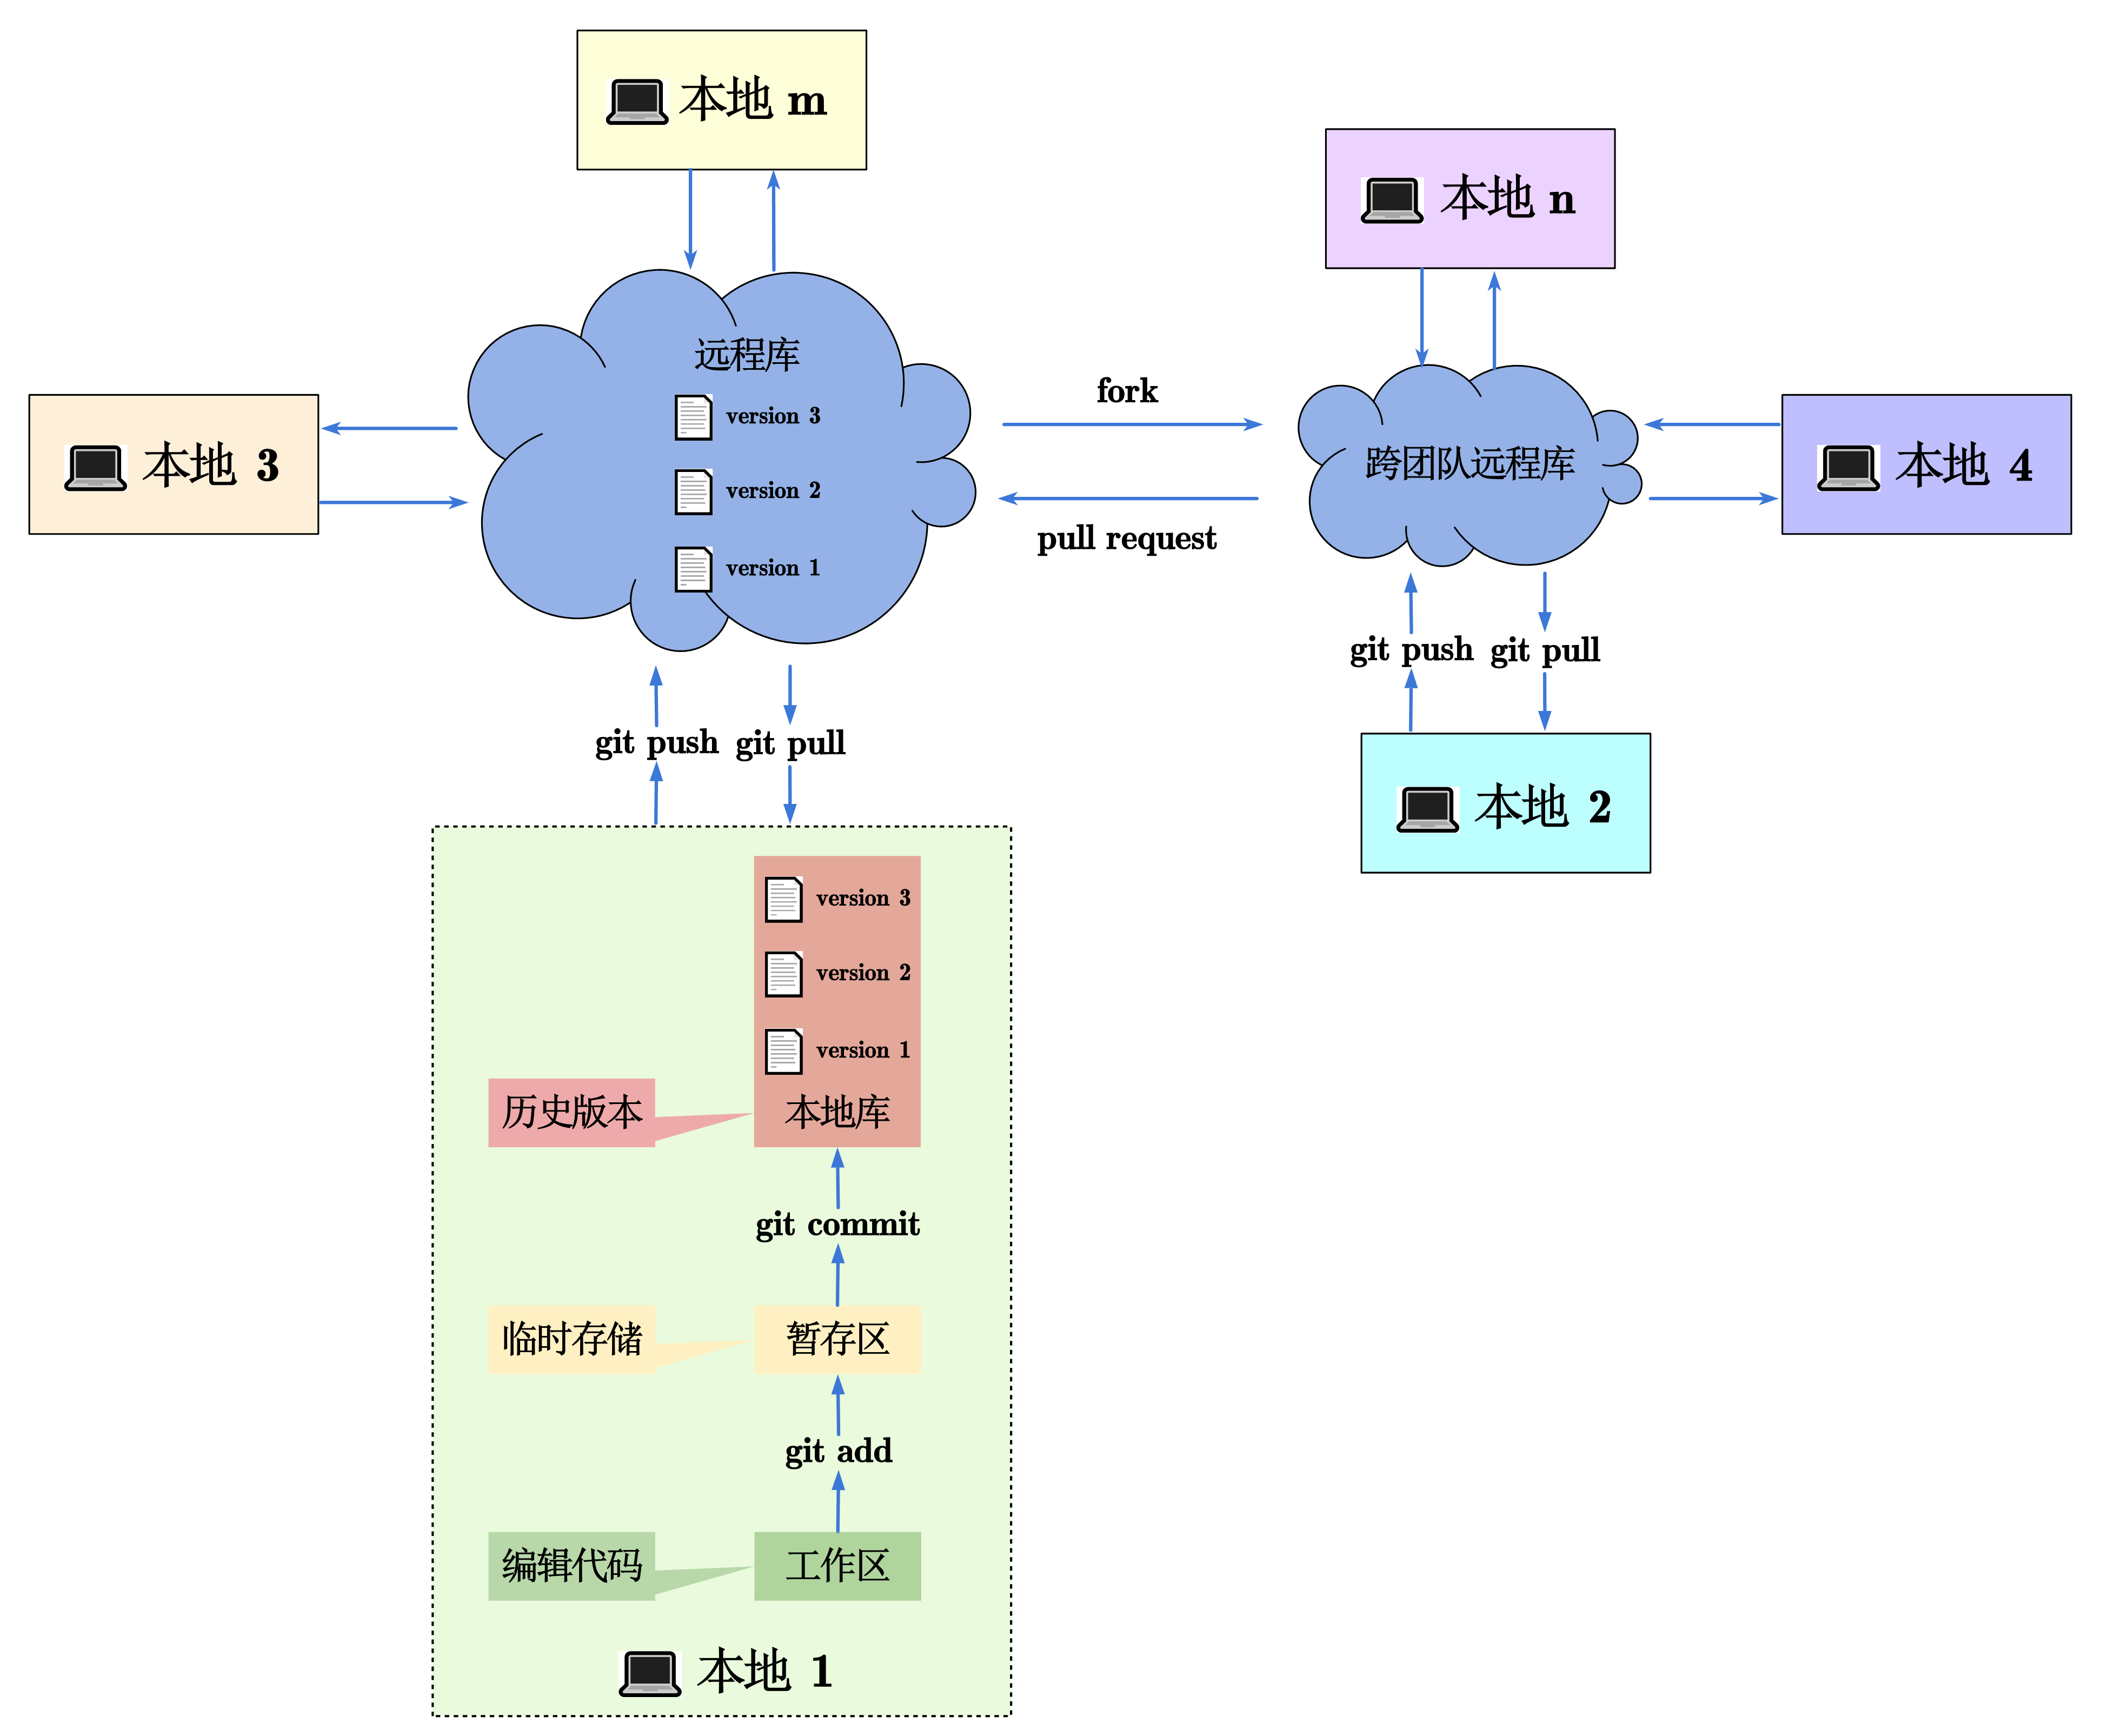 本地 m
本地 n
远程库
version 3
version 2
version 1
本地 3
fork
pull request
跨团队远程库
本地 4
git push
git pull
git push
git pull
本地 2
version 3
version 2
version 1
历史版本
本地库
git commit
临时存储
暂存区
git add
编辑代码
工作区
本地 1